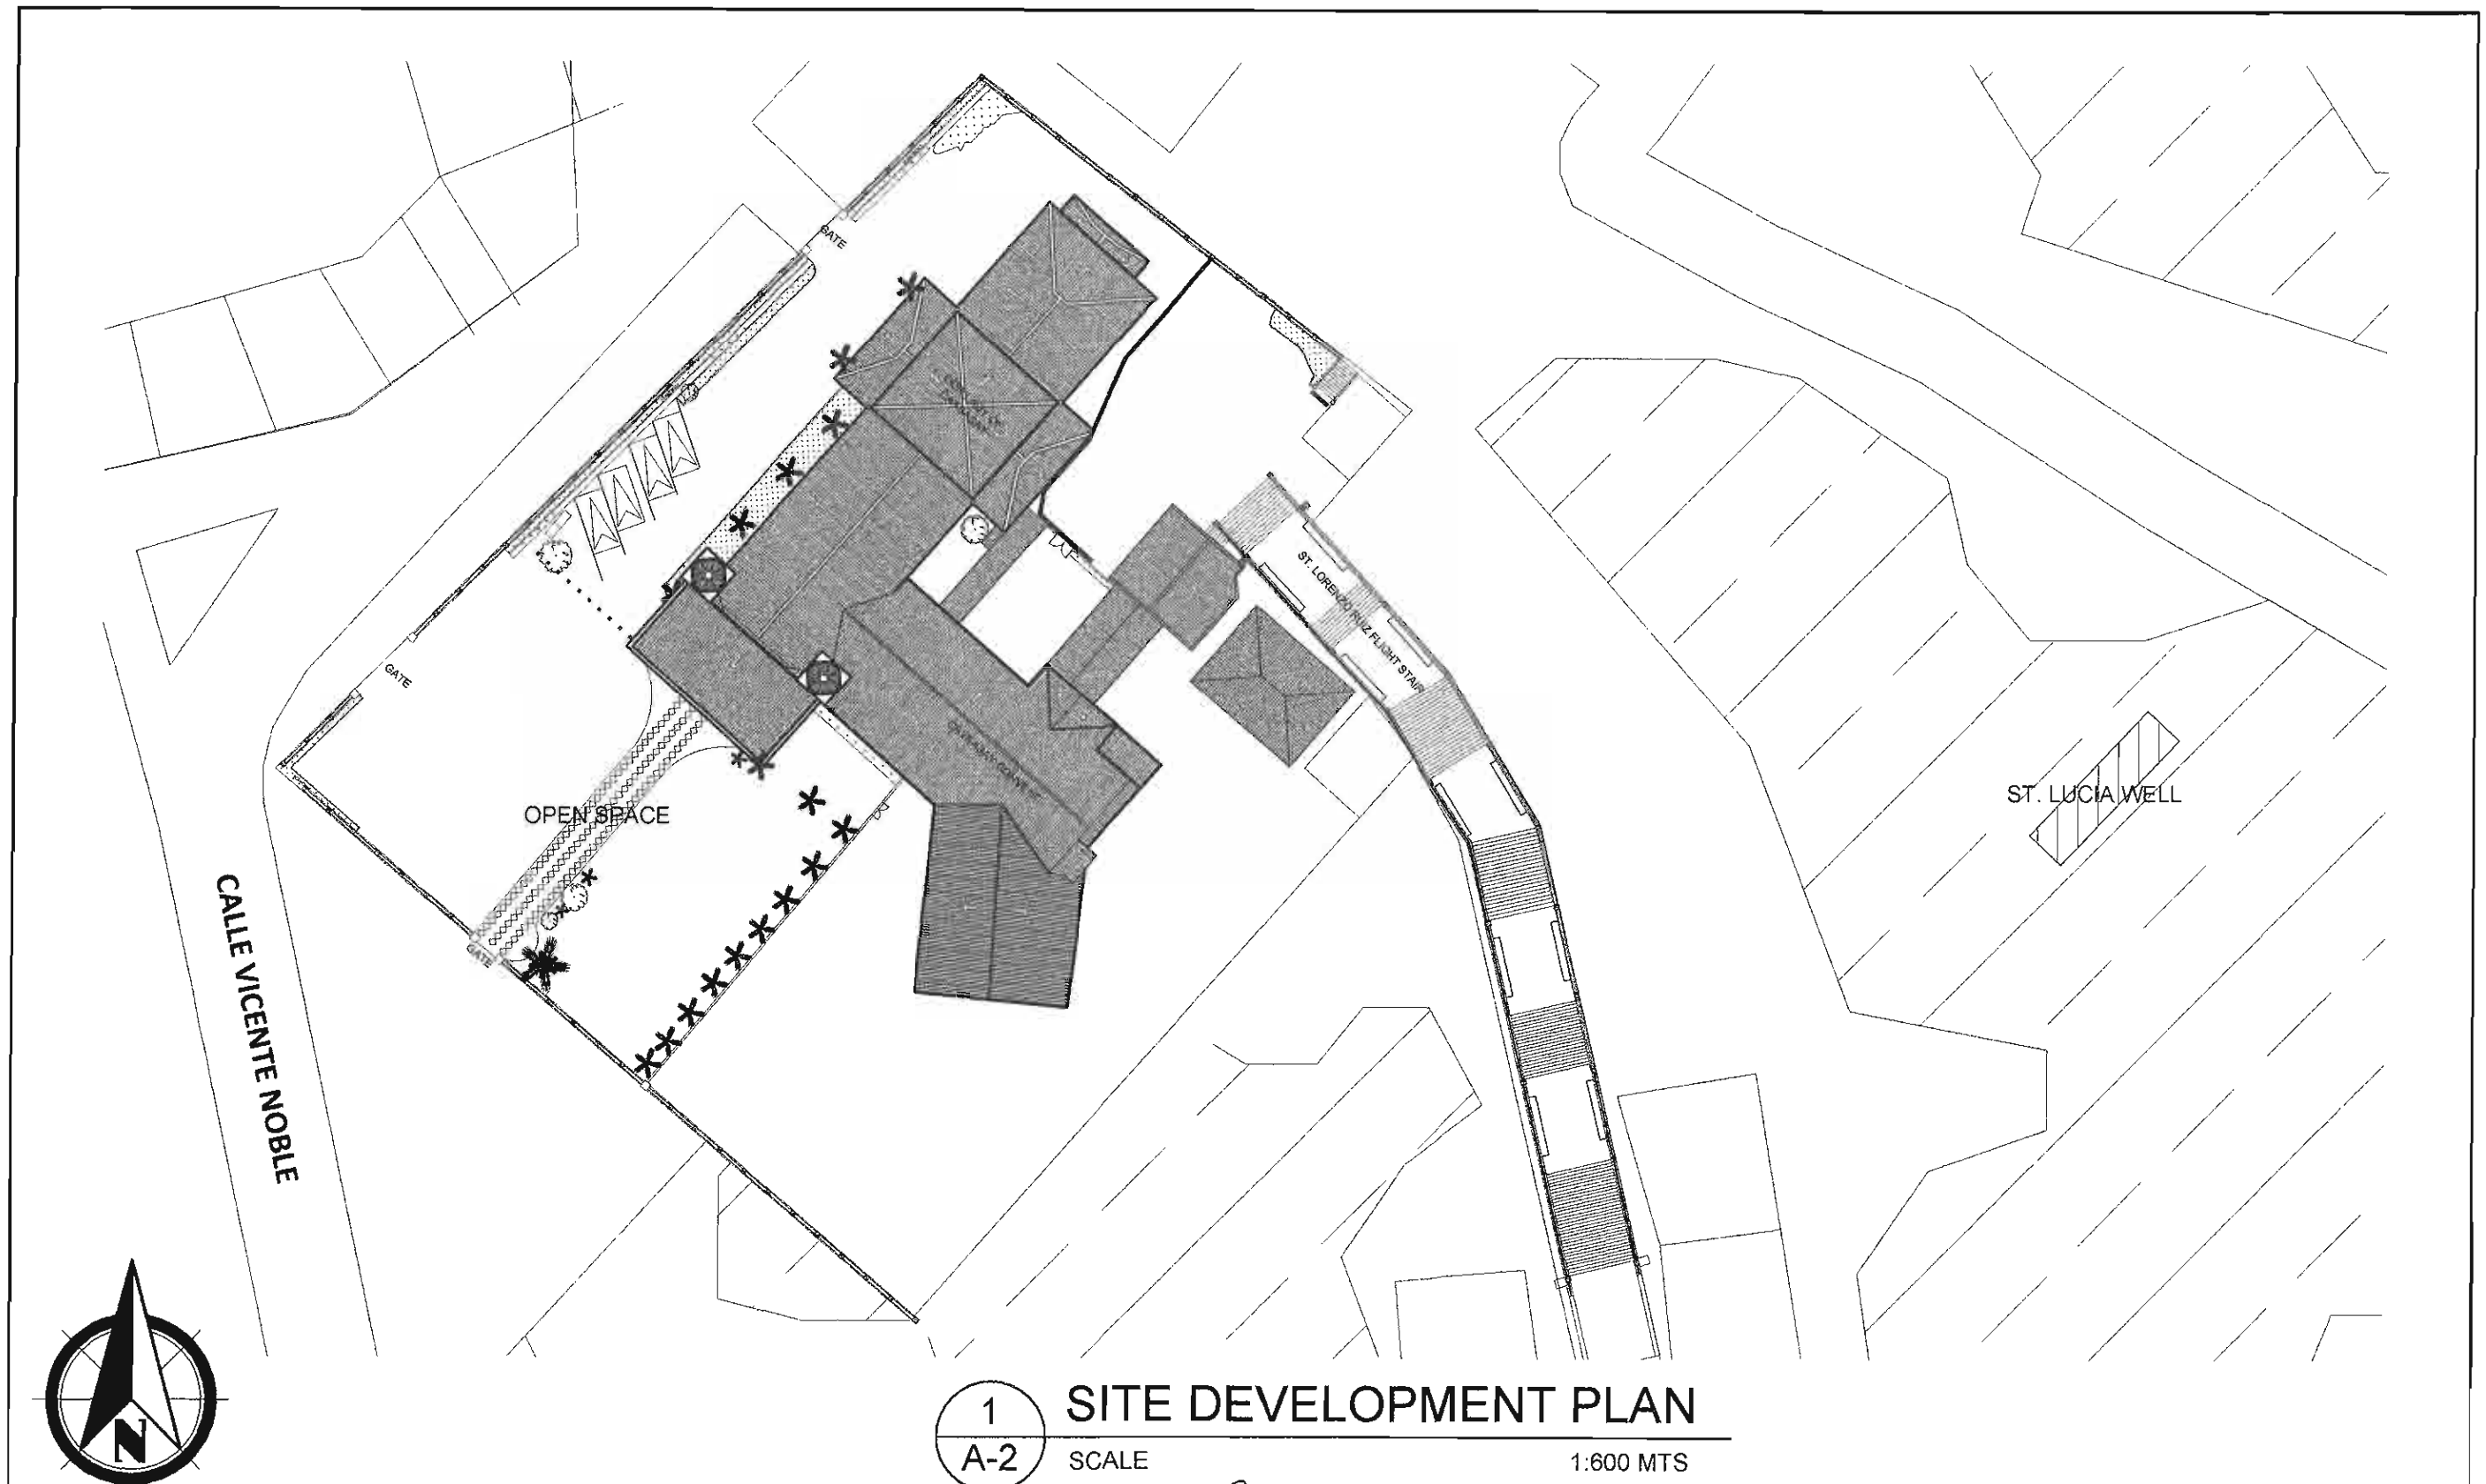 GATE
GATE
GATE
OPEN SPACE
ST. LORENZO RUIZ FLIGHT STAIR
ST. LUCIA WELL
CALLE VICENTE NOBLE
N
1
A-2
SITE DEVELOPMENT PLAN
SCALE 1:600 MTS